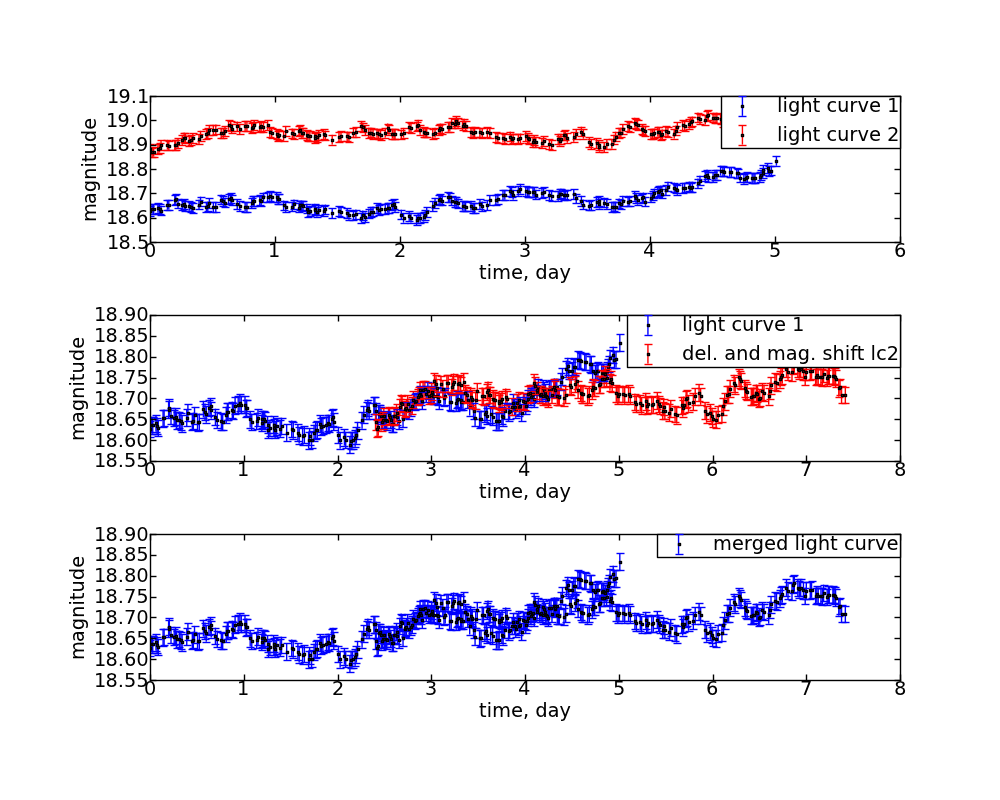 19.1
19.0
18.9
18.8
18.7
18.6
18.5
magnitude
light curve 1
light curve 2
0 1 2 3 4 5 6
time, day
18.90
18.85
18.80
18.75
18.70
18.65
18.60
18.55
magnitude
light curve 1
del. and mag. shift lc2
0 1 2 3 4 5 6 7 8
time, day
18.90
18.85
18.80
18.75
18.70
18.65
18.60
18.55
magnitude
merged light curve
0 1 2 3 4 5 6 7 8
time, day